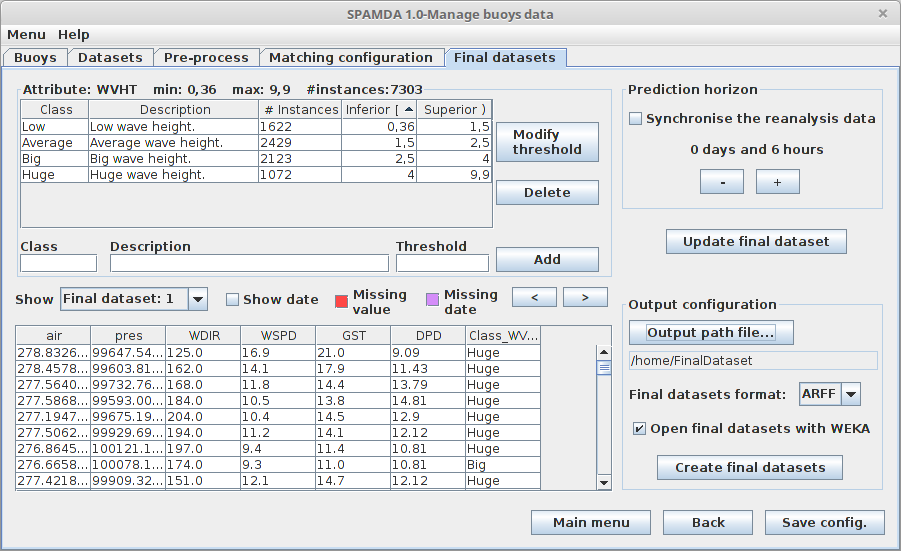 SPAMDA 1.0-Manage buoys data
Menu Help
Buoys Datasets Pre-process Matching configuration Final datasets
Attribute: WVHT min: 0,36 max: 9,9 #instances:7303
Class Description # Instances Inferior [ Superior )
Low Low wave height. 1622 0,36 1,5
Average Average wave height. 2429 1,5 2,5
Big Big wave height. 2123 2,5 4
Huge Huge wave height. 1072 4 9,9
Modify
threshold
Delete
Class Description Threshold
Add
Prediction horizon
Synchronise the reanalysis data
0 days and 6 hours
- +
Update final dataset
Show Final dataset: 1 Show date Missing
value Missing
date < >
air pres WDIR WSPD GST DPD Class_WV...
278.8326... 99647.54... 125.0 16.9 21.0 9.09 Huge
278.4578... 99603.81... 162.0 14.1 17.9 11.43 Huge
277.5640... 99732.76... 168.0 11.8 14.4 13.79 Huge
277.5868... 99593.00... 184.0 10.5 13.8 14.81 Huge
277.1947... 99675.19... 204.0 10.4 14.5 12.9 Huge
277.5062... 99929.69... 194.0 11.2 14.1 12.12 Huge
276.8645... 100121.1... 197.0 9.4 11.4 10.81 Huge
276.6658... 100078.1... 174.0 9.3 11.0 10.81 Big
277.4218... 99909.32... 151.0 12.1 14.7 12.12 Huge
Output configuration
Output path file...
/home/FinalDataset
Final datasets format: ARFF
Open final datasets with WEKA
Create final datasets
Main menu Back Save config.